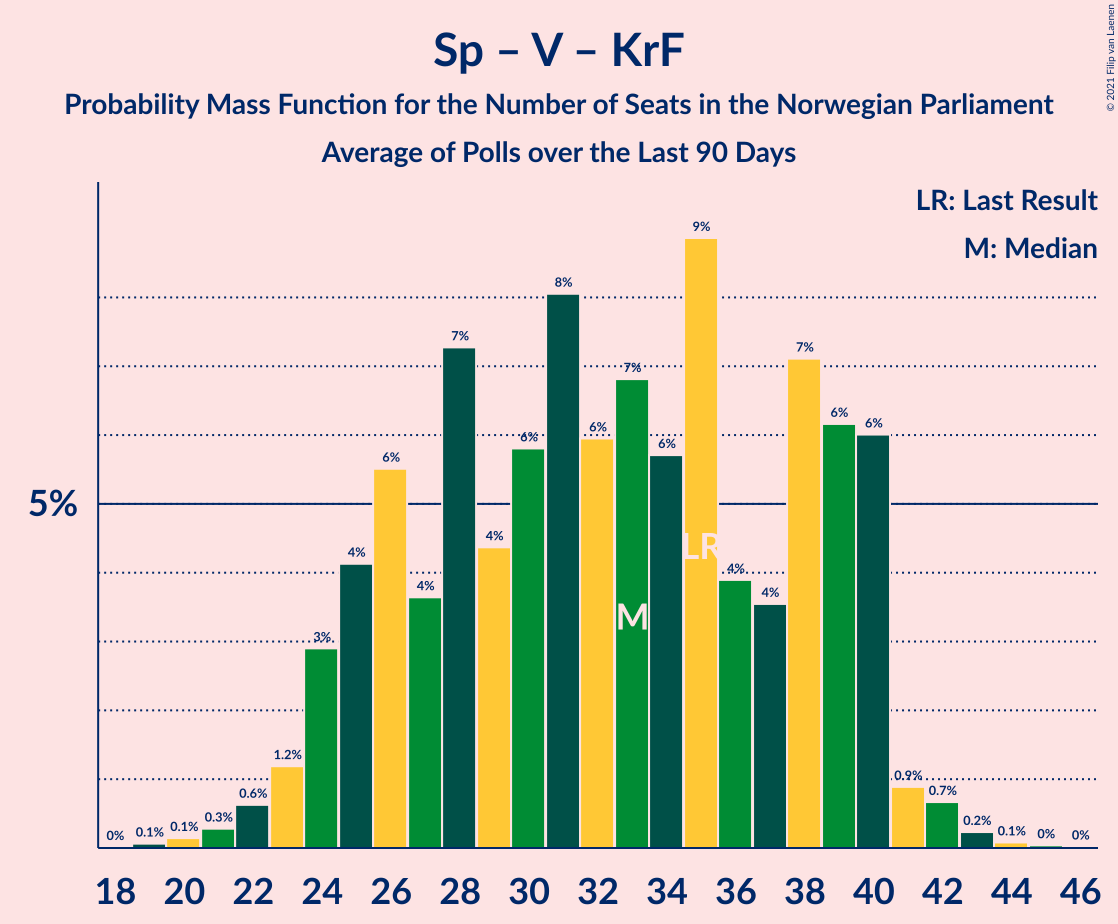 Sp – V – KrF
Probability Mass Function for the Number of Seats in the Norwegian Parliament
Average of Polls over the Last 90 Days
© 2021 Filip van Laenen
LR: Last Result
M: Median
5%
0% 0.1% 0.1% 0.3% 0.6% 1.2% 3% 4% 6% 4% 7% 4% 6% 8% 6% 7% 6% 9% 4% 4% 7% 6% 6% 0.9% 0.7% 0.2% 0.1% 0% 0%
LR
M
18 20 22 24 26 28 30 32 34 36 38 40 42 44 46